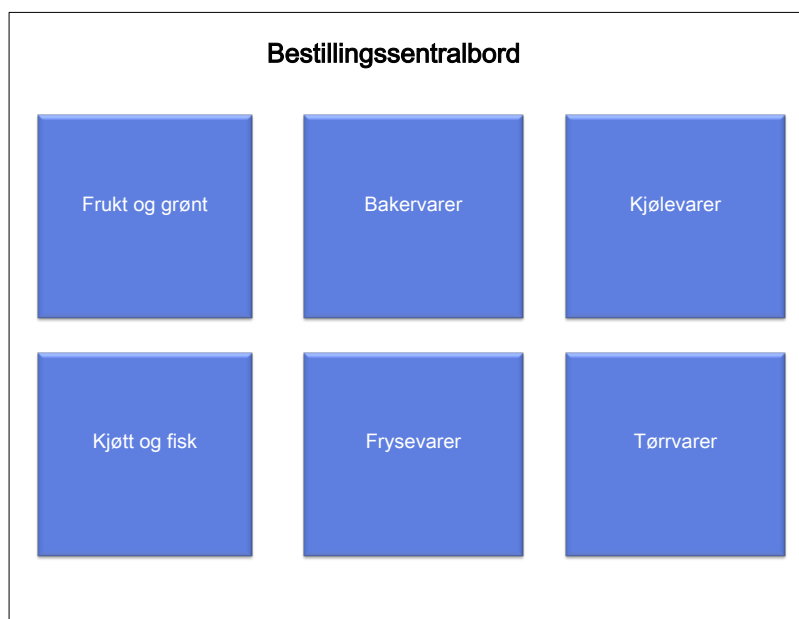 Bestillingssentralbord
Frukt og grønt
Bakervarer
Kjølevarer
Kjøtt og fisk
Frysevarer
Tørrvarer